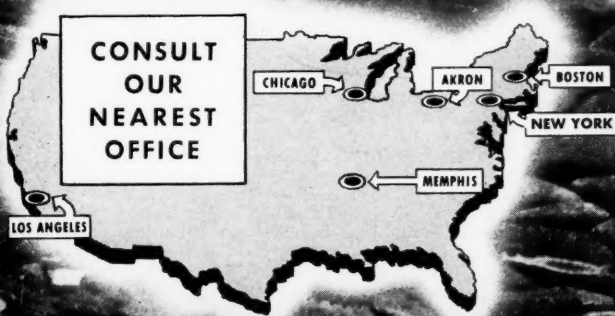 CONSULT
OUR
NEAREST
OFFICE
CHICAGO
AKRON
BOSTON
NEW YORK
MEMPHIS
LOS ANGELES